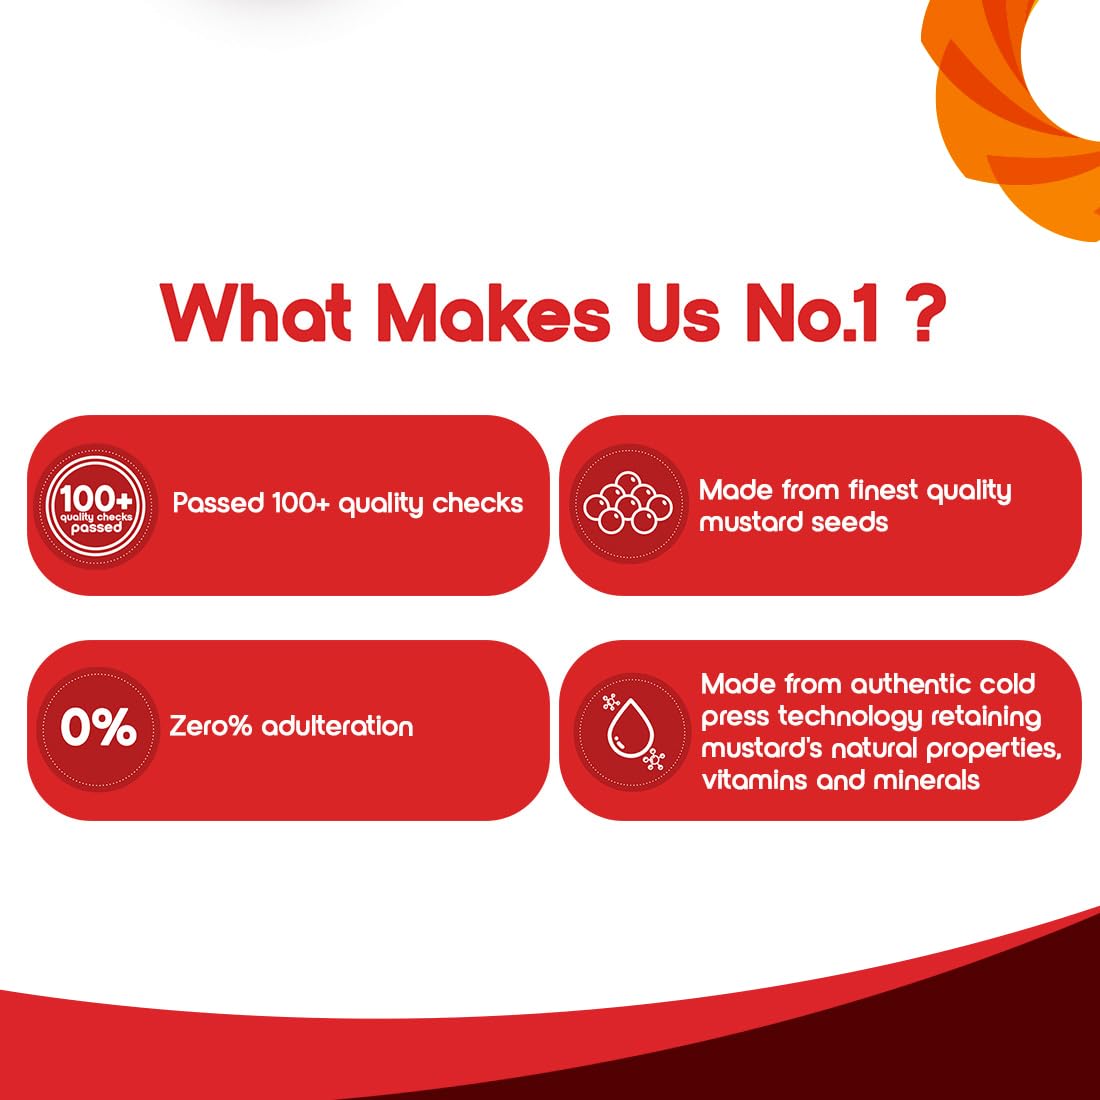 What Makes Us No.1 ?
100+
quality checks
passed
Passed 100+ quality checks
Made from finest quality
mustard seeds
0%
Zero% adulteration
Made from authentic cold
press technology retaining
mustard's natural properties,
vitamins and minerals